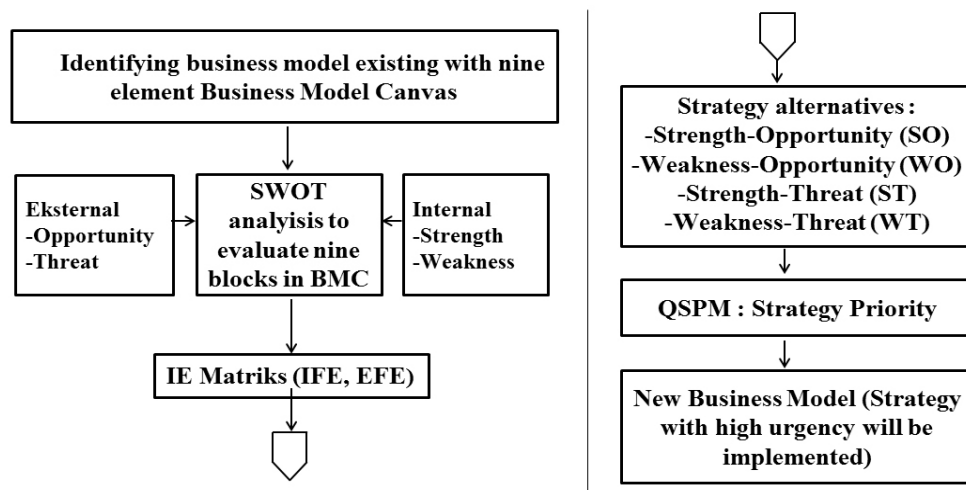 Identifying business model existing with nine
element Business Model Canvas
Eksternal
-Opportunity
-Threat
SWOT
analyisis to
evaluate nine
blocks in BMC
Internal
-Strength
-Weakness
IE Matriks (IFE, EFE)
Strategy alternatives :
-Strength-Opportunity (SO)
-Weakness-Opportunity (WO)
-Strength-Threat (ST)
-Weakness-Threat (WT)
QSPM : Strategy Priority
New Business Model (Strategy
with high urgency will be
implemented)